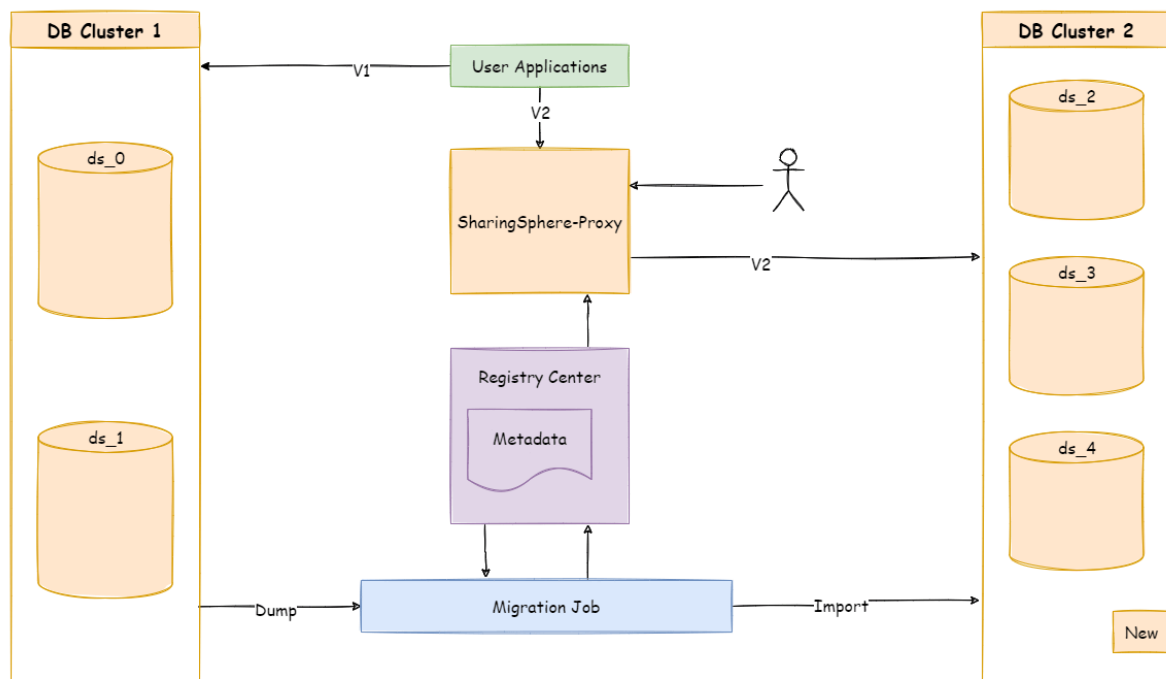 DB Cluster 1
DB Cluster 2
User Applications
V1
V2
ds_2
ds_0
SharingSphere-Proxy
V2
ds_3
Registry Center
Metadata
ds_1
ds_4
Dump
Migration Job
Import
New